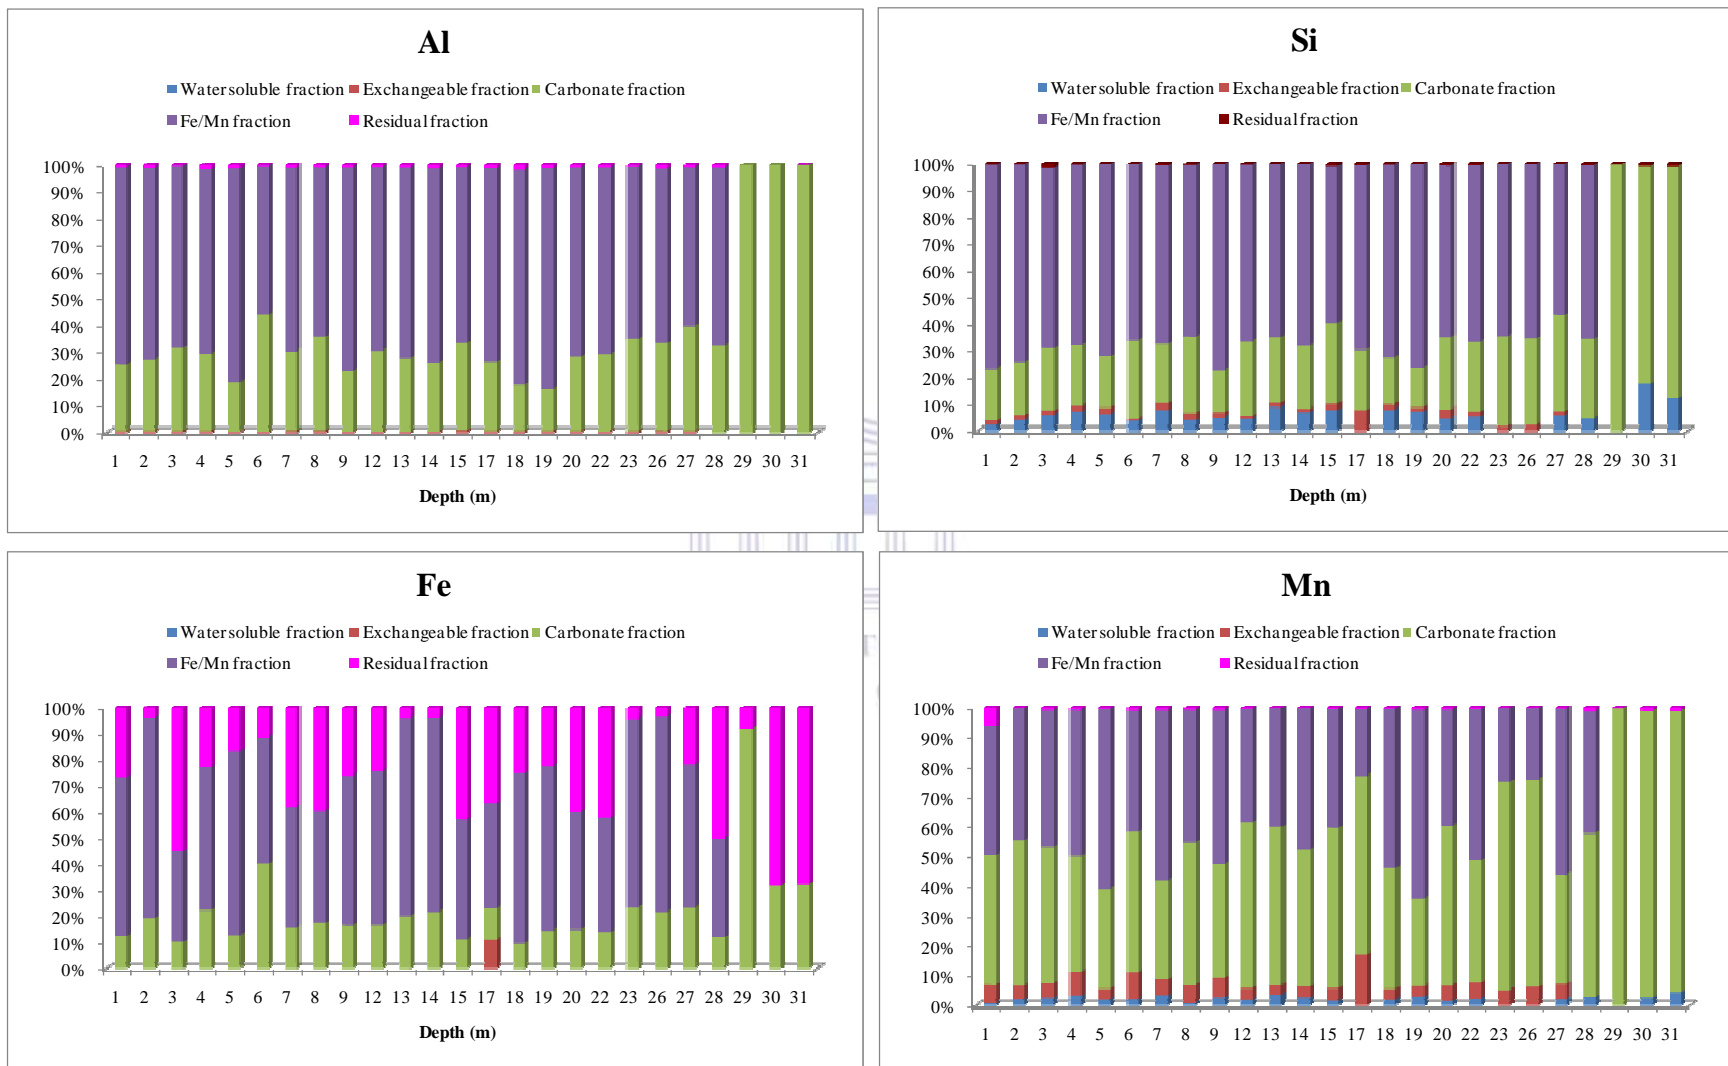 Al
Water soluble fraction Exchangeable fraction Carbonate fraction
Fe/Mn fraction Residual fraction
100%
90%
80%
70%
60%
50%
40%
30%
20%
10%
0%
1 2 3 4 5 6 7 8 9 12 13 14 15 17 18 19 20 22 23 26 27 28 29 30 31
Depth (m)
Si
Water soluble fraction Exchangeable fraction Carbonate fraction
Fe/Mn fraction Residual fraction
100%
90%
80%
70%
60%
50%
40%
30%
20%
10%
0%
1 2 3 4 5 6 7 8 9 12 13 14 15 17 18 19 20 22 23 26 27 28 29 30 31
Depth (m)
Fe
Water soluble fraction Exchangeable fraction Carbonate fraction
Fe/Mn fraction Residual fraction
100%
90%
80%
70%
60%
50%
40%
30%
20%
10%
0%
1 2 3 4 5 6 7 8 9 12 13 14 15 17 18 19 20 22 23 26 27 28 29 30 31
Depth (m)
Mn
Water soluble fraction Exchangeable fraction Carbonate fraction
Fe/Mn fraction Residual fraction
100%
90%
80%
70%
60%
50%
40%
30%
20%
10%
0%
1 2 3 4 5 6 7 8 9 12 13 14 15 17 18 19 20 22 23 26 27 28 29 30 31
Depth (m)